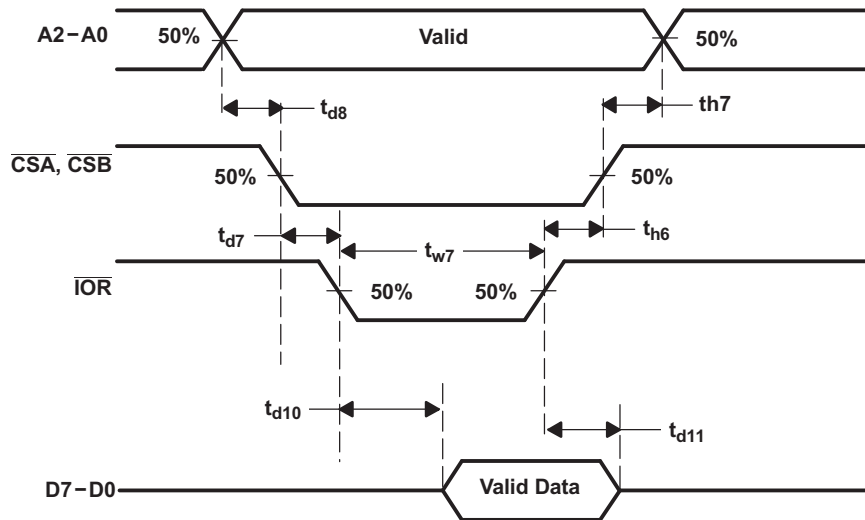 A2−A0 50% Valid 50%
td8 th7
CSA, CSB 50% 50%
td7 tw7 th6
IOR 50% 50%
td10 td11
D7−D0 Valid Data